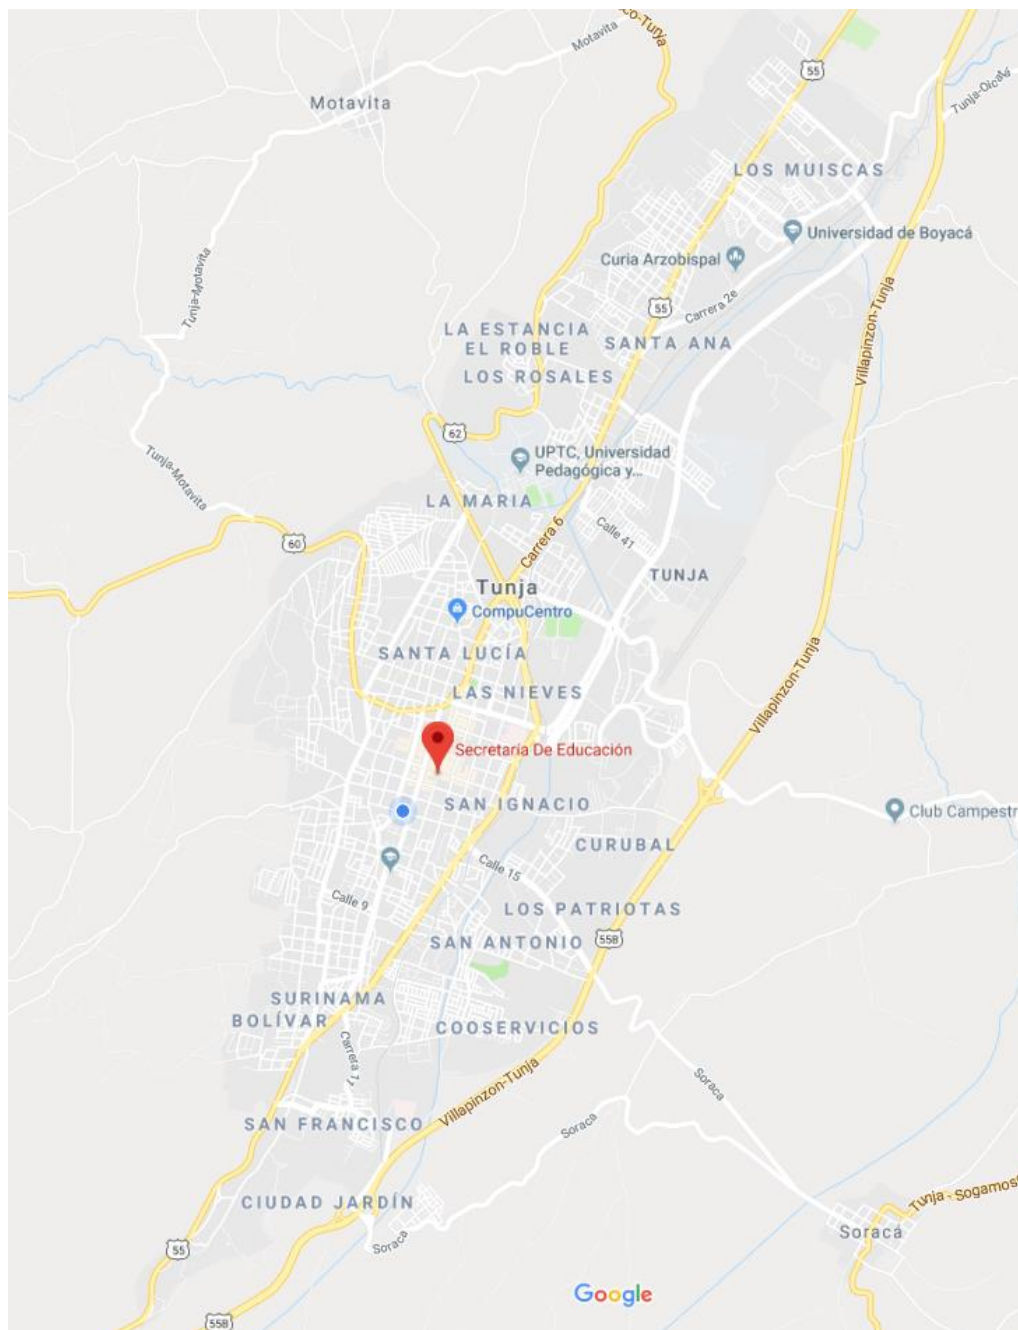 Motavita
co-Tunja
55
Motavita
Tunja-Oicatá
LOS MUISCAS
Universidad de Boyacá
Curia Arzobispal
Tunja-Motavita
55
Carrera 2e
LA ESTANCIA
EL ROBLE
SANTA ANA
Villapinzon-Tunja
LOS ROSALES
62
UPTC, Universidad
Pedagógica y...
Tunja-Motavita
LA MARIA
60
Carrera 6
Calle 41
Tunja
TUNJA
CompuCentro
SANTA LUCÍA
Villapinzon-Tunja
LAS NIEVES
Secretaría De Educación
SAN IGNACIO
Club Campestr
CURUBAL
Calle 15
Calle 9
LOS PATRIOTAS
SAN ANTONIO
558
SURINAMA
BOLÍVAR
COOSERVICIOS
Carrera 11
Villapinzon-Tunja
Soraca
SAN FRANCISCO
Soraca
CIUDAD JARDÍN
Tunja - Sogamoso
Soracá
55
Soraca
Google
558